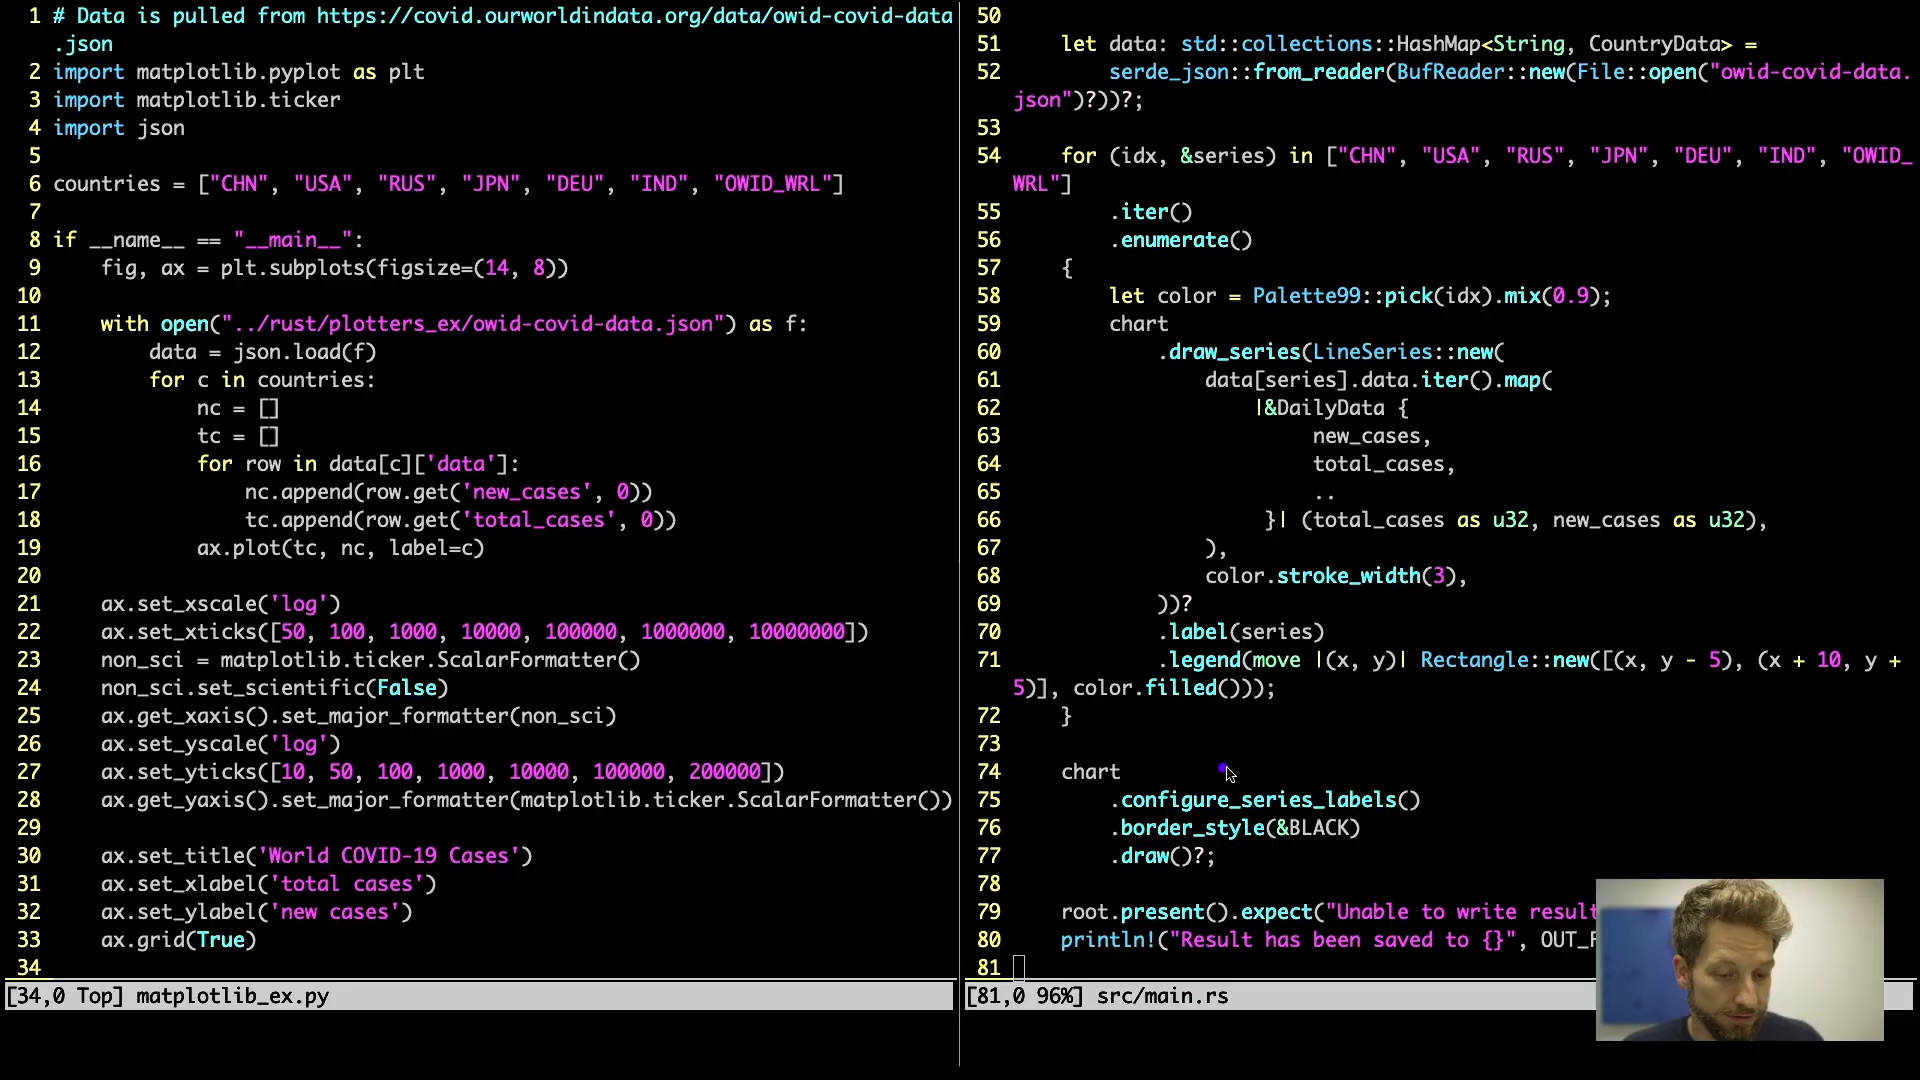 1 # Data is pulled from https://covid.ourworldindata.org/data/owid-covid-data
.json
2 import matplotlib.pyplot as plt
3 import matplotlib.ticker
4 import json
5
6 countries = ["CHN", "USA", "RUS", "JPN", "DEU", "IND", "OWID_WRL"]
7
8 if __name__ == "__main__":
9     fig, ax = plt.subplots(figsize=(14, 8))
10
11     with open("../rust/plotters_ex/owid-covid-data.json") as f:
12         data = json.load(f)
13         for c in countries:
14             nc = []
15             tc = []
16             for row in data[c]['data']:
17                 nc.append(row.get('new_cases', 0))
18                 tc.append(row.get('total_cases', 0))
19             ax.plot(tc, nc, label=c)
20
21     ax.set_xscale('log')
22     ax.set_xticks([50, 100, 1000, 10000, 100000, 1000000, 10000000])
23     non_sci = matplotlib.ticker.ScalarFormatter()
24     non_sci.set_scientific(False)
25     ax.get_xaxis().set_major_formatter(non_sci)
26     ax.set_yscale('log')
27     ax.set_yticks([10, 50, 100, 1000, 10000, 100000, 200000])
28     ax.get_yaxis().set_major_formatter(matplotlib.ticker.ScalarFormatter())
29
30     ax.set_title('World COVID-19 Cases')
31     ax.set_xlabel('total cases')
32     ax.set_ylabel('new cases')
33     ax.grid(True)
34
[34,0 Top] matplotlib_ex.py
50
51     let data: std::collections::HashMap<String, CountryData> =
52         serde_json::from_reader(BufReader::new(File::open("owid-covid-data.
json")?))?;
53
54     for (idx, &series) in ["CHN", "USA", "RUS", "JPN", "DEU", "IND", "OWID_
WRL"]
55         .iter()
56         .enumerate()
57     {
58         let color = Palette99::pick(idx).mix(0.9);
59         chart
60             .draw_series(LineSeries::new(
61                 data[series].data.iter().map(
62                     |&DailyData {
63                          new_cases,
64                          total_cases,
65                          ..
66                      }| (total_cases as u32, new_cases as u32),
67                 ),
68                 color.stroke_width(3),
69             ))?
70             .label(series)
71             .legend(move |(x, y)| Rectangle::new([(x, y - 5), (x + 10, y +
5)], color.filled()));
72     }
73
74     chart
75         .configure_series_labels()
76         .border_style(&BLACK)
77         .draw()?;
78
79     root.present().expect("Unable to write result
80     println!("Result has been saved to {}", OUT_F
81
[81,0 96%] src/main.rs